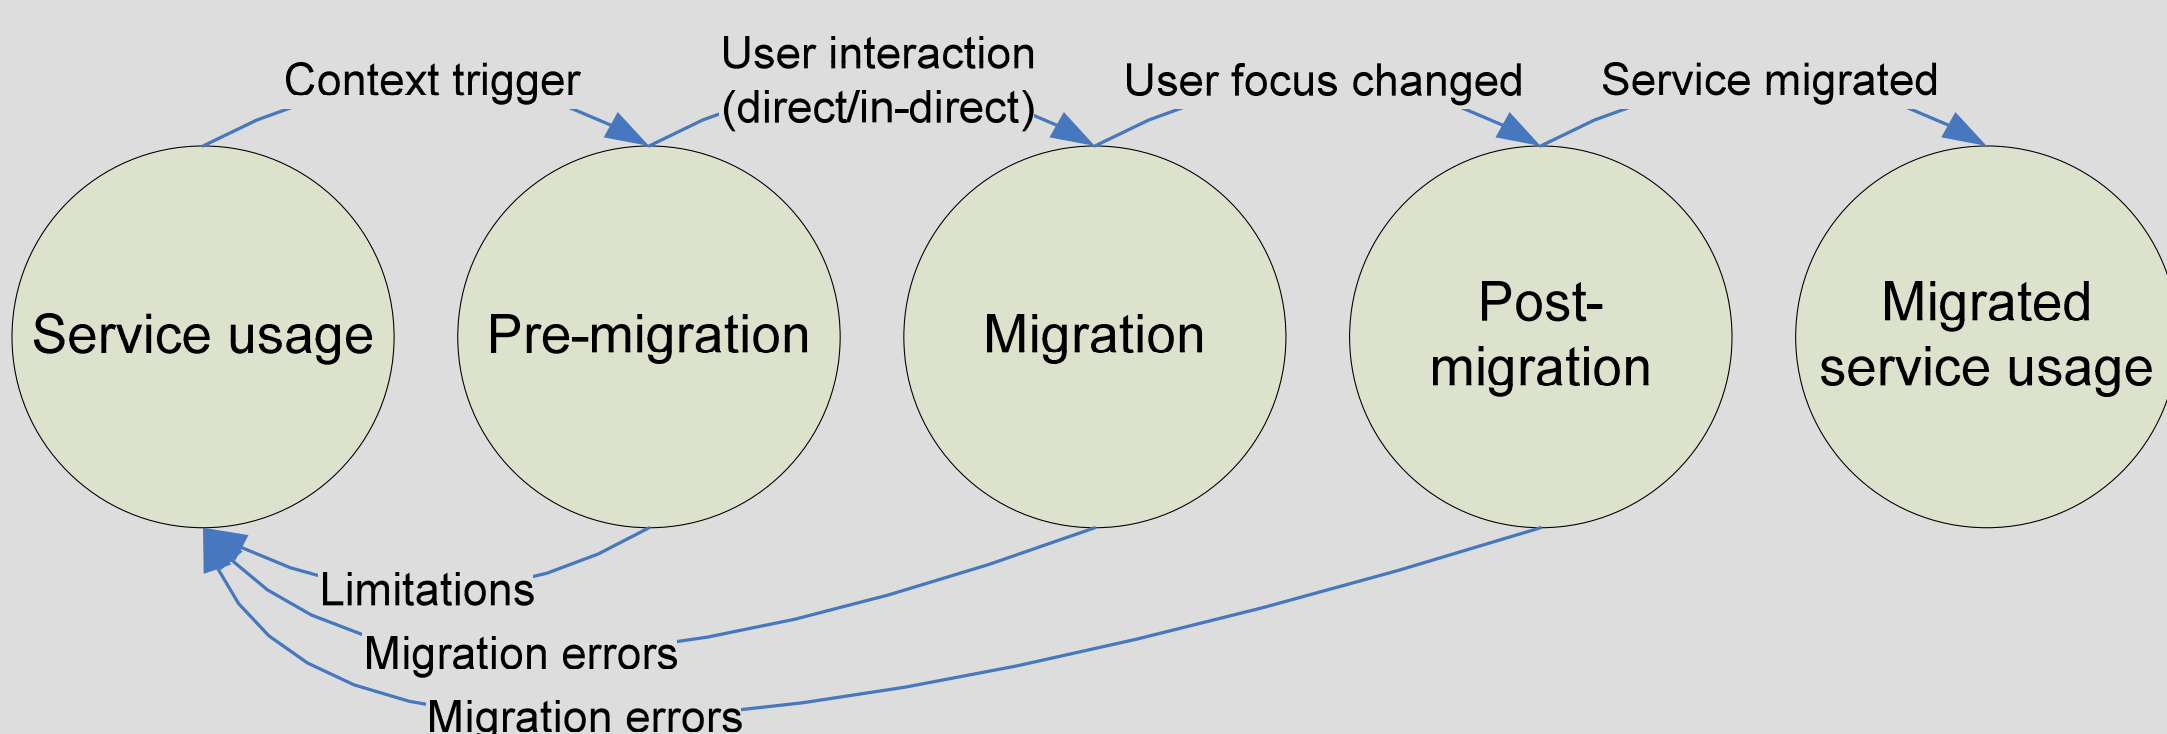 Context trigger
User interaction
(direct/in-direct)
User focus changed
Service migrated
Service usage
Pre-migration
Migration
Post-
migration
Migrated
service usage
Limitations
Migration errors
Migration errors